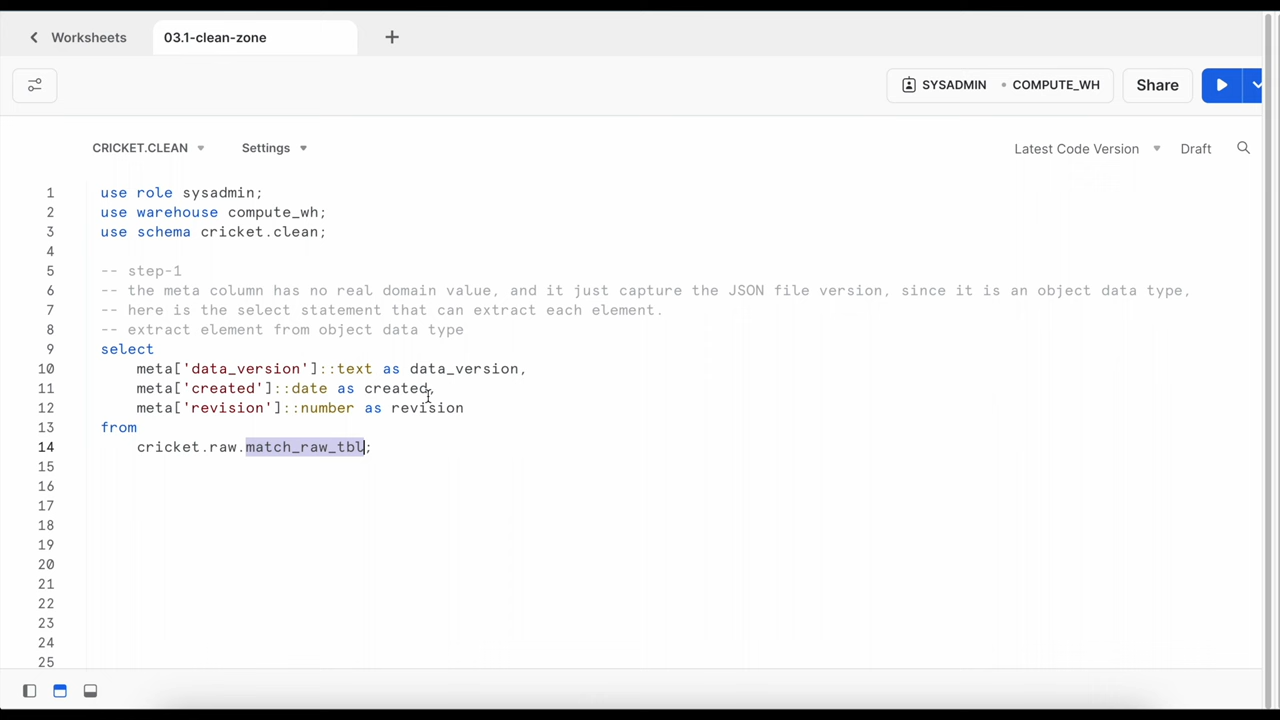 Worksheets 03.1-clean-zone
SYSADMIN • COMPUTE_WH Share
CRICKET.CLEAN Settings Latest Code Version Draft
1 use role sysadmin;
2 use warehouse compute_wh;
3 use schema cricket.clean;
4
5 -- step-1
6 -- the meta column has no real domain value, and it just capture the JSON file version, since it is an object data type,
7 -- here is the select statement that can extract each element.
8 -- extract element from object data type
9 select
10 meta['data_version']::text as data_version,
11 meta['created']::date as created,
12 meta['revision']::number as revision
13 from
14 cricket.raw.match_raw_tbl;
15
16
17
18
19
20
21
22
23
24
25